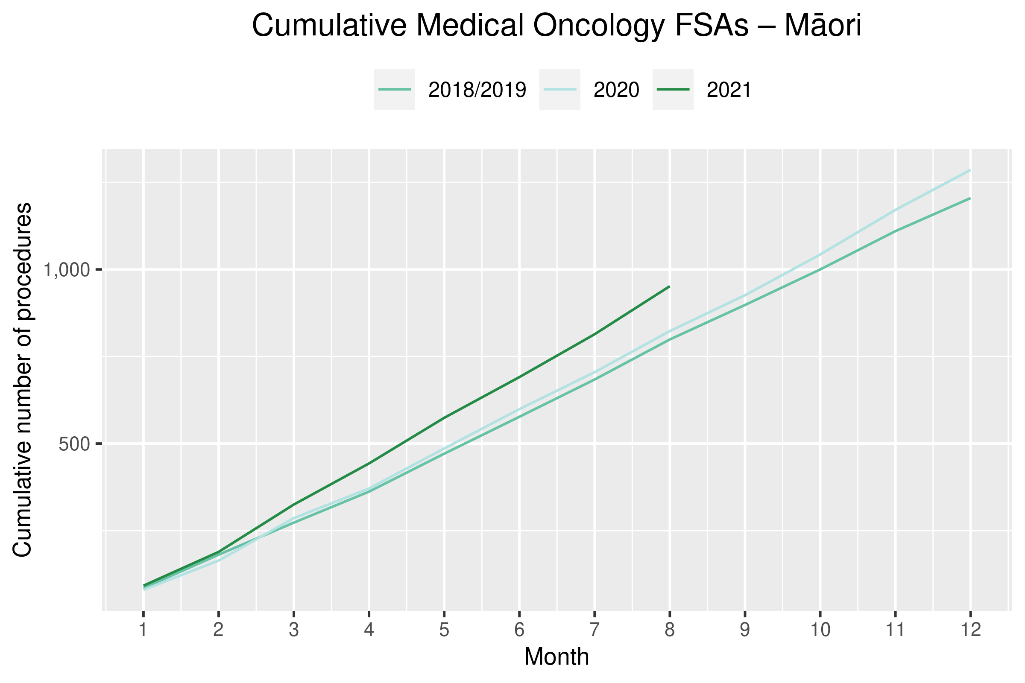 Cumulative Medical Oncology FSAs – Māori
2018/2019 2020 2021
Cumulative number of procedures
1,000
500
1 2 3 4 5 6 7 8 9 10 11 12
Month